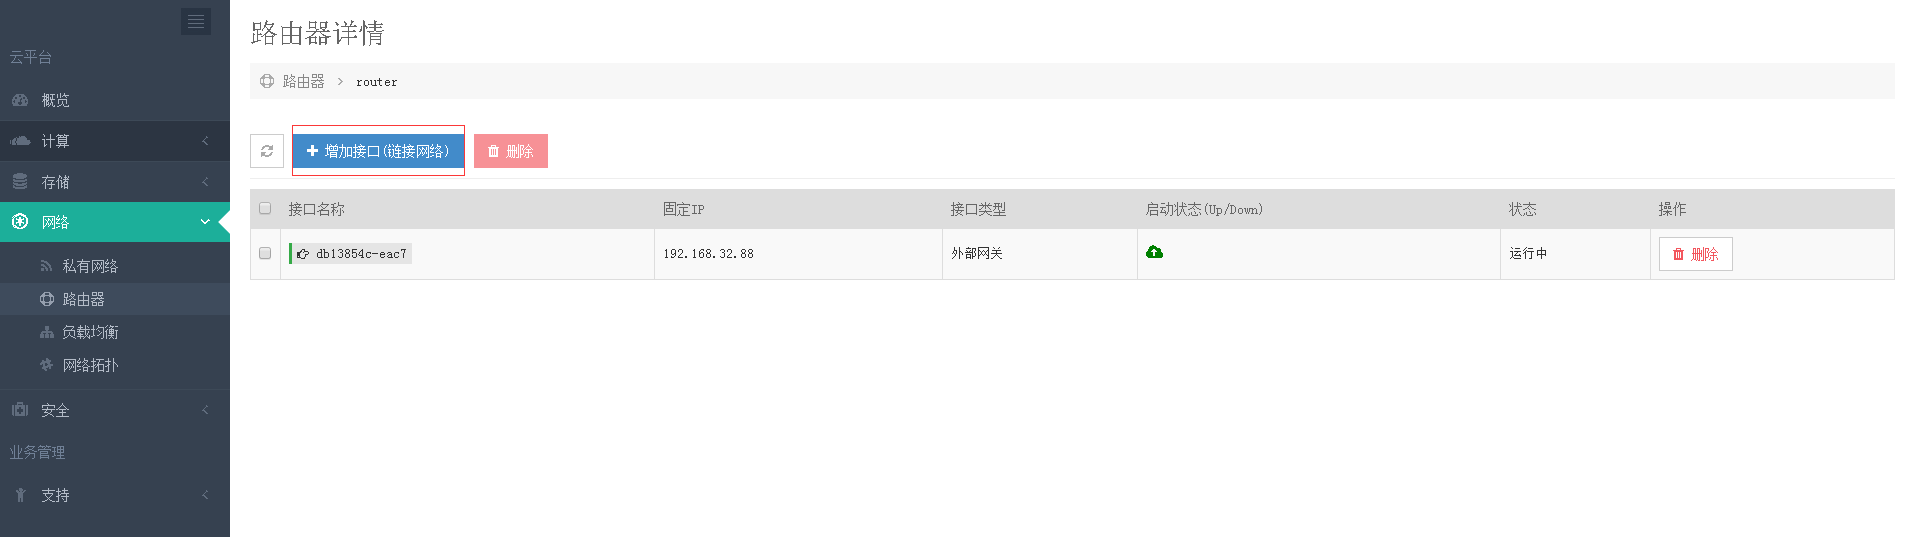 云平台
概览
计算
存储
网络
私有网络
路由器
负载均衡
网络拓扑
安全
业务管理
支持
路由器详情
路由器 > router
增加接口(链接网络) 删除
接口名称 固定IP 接口类型 启动状态(Up/Down) 状态 操作
db13854c-eac7 192.168.32.88 外部网关 运行中 删除